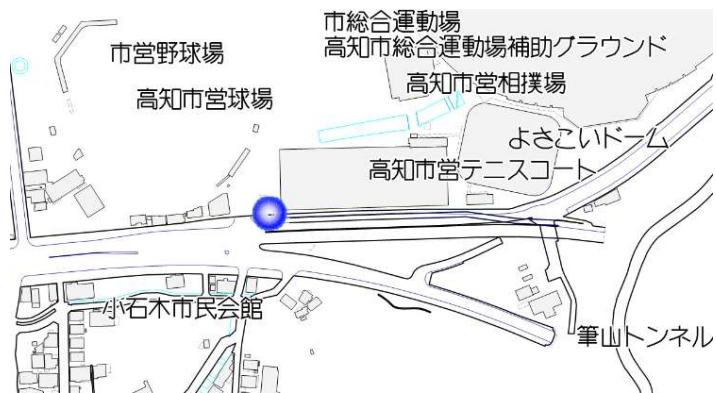 市総合運動場
高知市総合運動場補助グラウンド
市営野球場
高知市営相撲場
高知市営球場
よさこいドーム
高知市営テニスコート
小石木市民会館
筆山トンネル